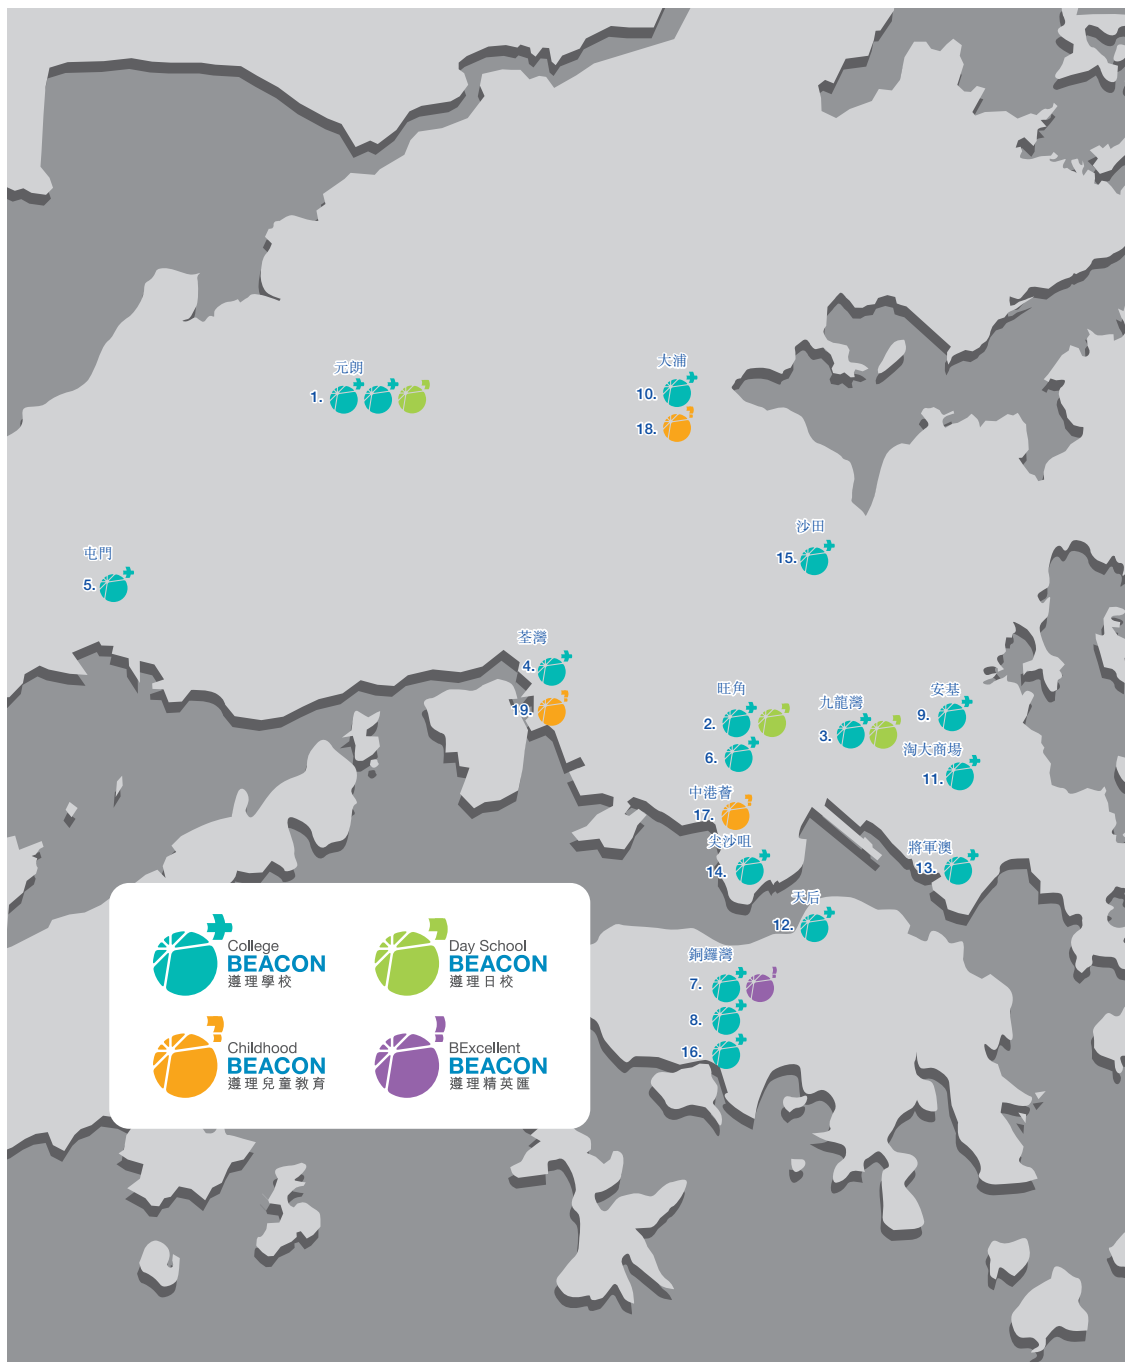 元朗
1.
大浦
10.
18.
沙田
15.
屯門
5.
荃灣
4.
19.
旺角
2.
6.
九龍灣
3.
安基
9.
淘大商場
11.
中港薈
17.
尖沙咀
14.
將軍澳
13.
天后
12.
銅鑼灣
7.
8.
16.
College
BEACON
遵理學校
Day School
BEACON
遵理日校
Childhood
BEACON
遵理兒童教育
BExcellent
BEACON
遵理精英匯